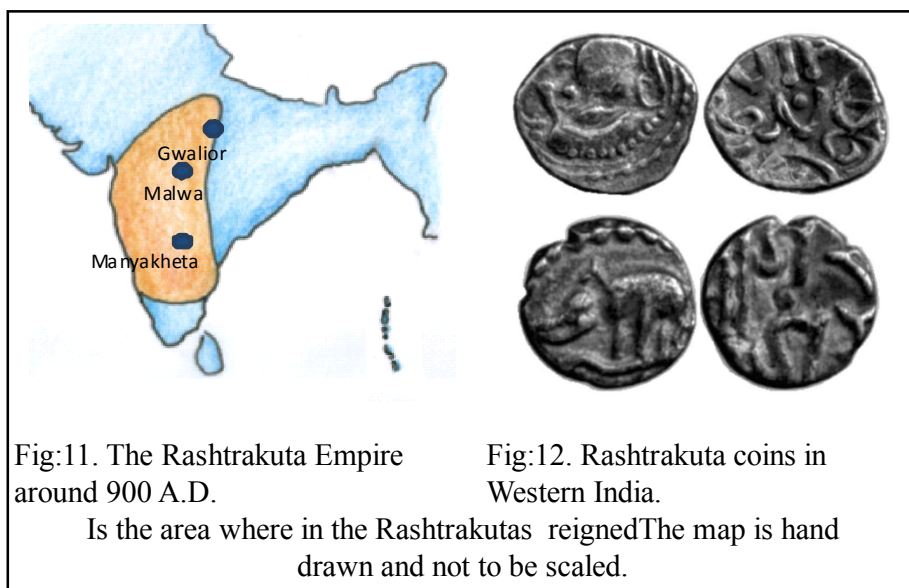 Gwalior
Malwa
Manyakheta
Fig:11. The Rashtrakuta Empire
around 900 A.D.
Fig:12. Rashtrakuta coins in
Western India.
Is the area where in the Rashtrakutas reignedThe map is hand
drawn and not to be scaled.